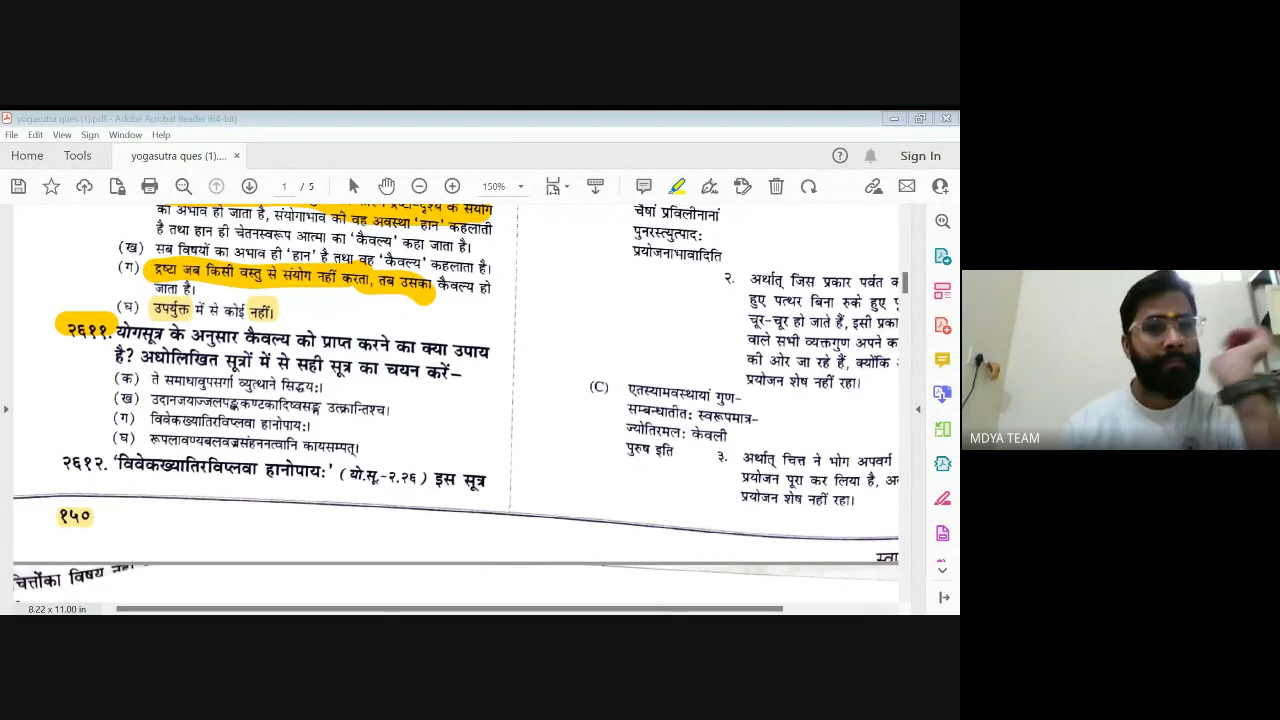 yogasutra ques (1).pdf - Adobe Acrobat Reader (64-bit)
File Edit View Sign Window Help
Home Tools yogasutra ques (1).... × Sign In
1 / 5 150%
द्रष्टा-दृश्य के संयोग
का अभाव हो जाता है, संयोगाभाव की वह अवस्था 'हान' कहलाती
है तथा हान ही चेतनस्वरूप आत्मा का 'कैवल्य' कहा जाता है।
(ख) सब विषयों का अभाव ही 'हान' है तथा वह 'कैवल्य' कहलाता है।
(ग) द्रष्टा जब किसी वस्तु से संयोग नहीं करता, तब उसका कैवल्य हो
जाता है।
(घ) उपर्युक्त में से कोई नहीं।
२६११. योगसूत्र के अनुसार कैवल्य को प्राप्त करने का क्या उपाय
है? अधोलिखित सूत्रों में से सही सूत्र का चयन करें–
(क) ते समाधावुपसर्गा व्युत्थाने सिद्धयः।
(ख) उदानजयाज्जलपङ्ककण्टकादिष्वसङ्ग उत्क्रान्तिश्च।
(ग) विवेकख्यातिरविप्लवा हानोपायः।
(घ) रूपलावण्यबलवज्रसंहननत्वानि कायसम्पत्।
२६१२. 'विवेकख्यातिरविप्लवा हानोपायः' (यो.सू.-२.२६) इस सूत्र
१५०
चैषां प्रविलीनानां
पुनरस्त्युत्पादः
प्रयोजनाभावादिति
२. अर्थात् जिस प्रकार पर्वत
हुए पत्थर बिना रुके हुए
चूर-चूर हो जाते हैं, इसी
वाले सभी व्यक्तगुण अपने
की ओर जा रहे हैं, क्योंकि
प्रयोजन शेष नहीं रहा।
(C) एतस्यामवस्थायां गुण-
सम्बन्धातीतः स्वरूपमात्र-
ज्योतिरमलः केवली
पुरुष इति
३. अर्थात् चित्त ने भोग अपवर्ग
प्रयोजन पूरा कर लिया है,
प्रयोजन शेष नहीं रहा।
चित्तोंका विषय
8.22 x 11.00 in
MDYA TEAM